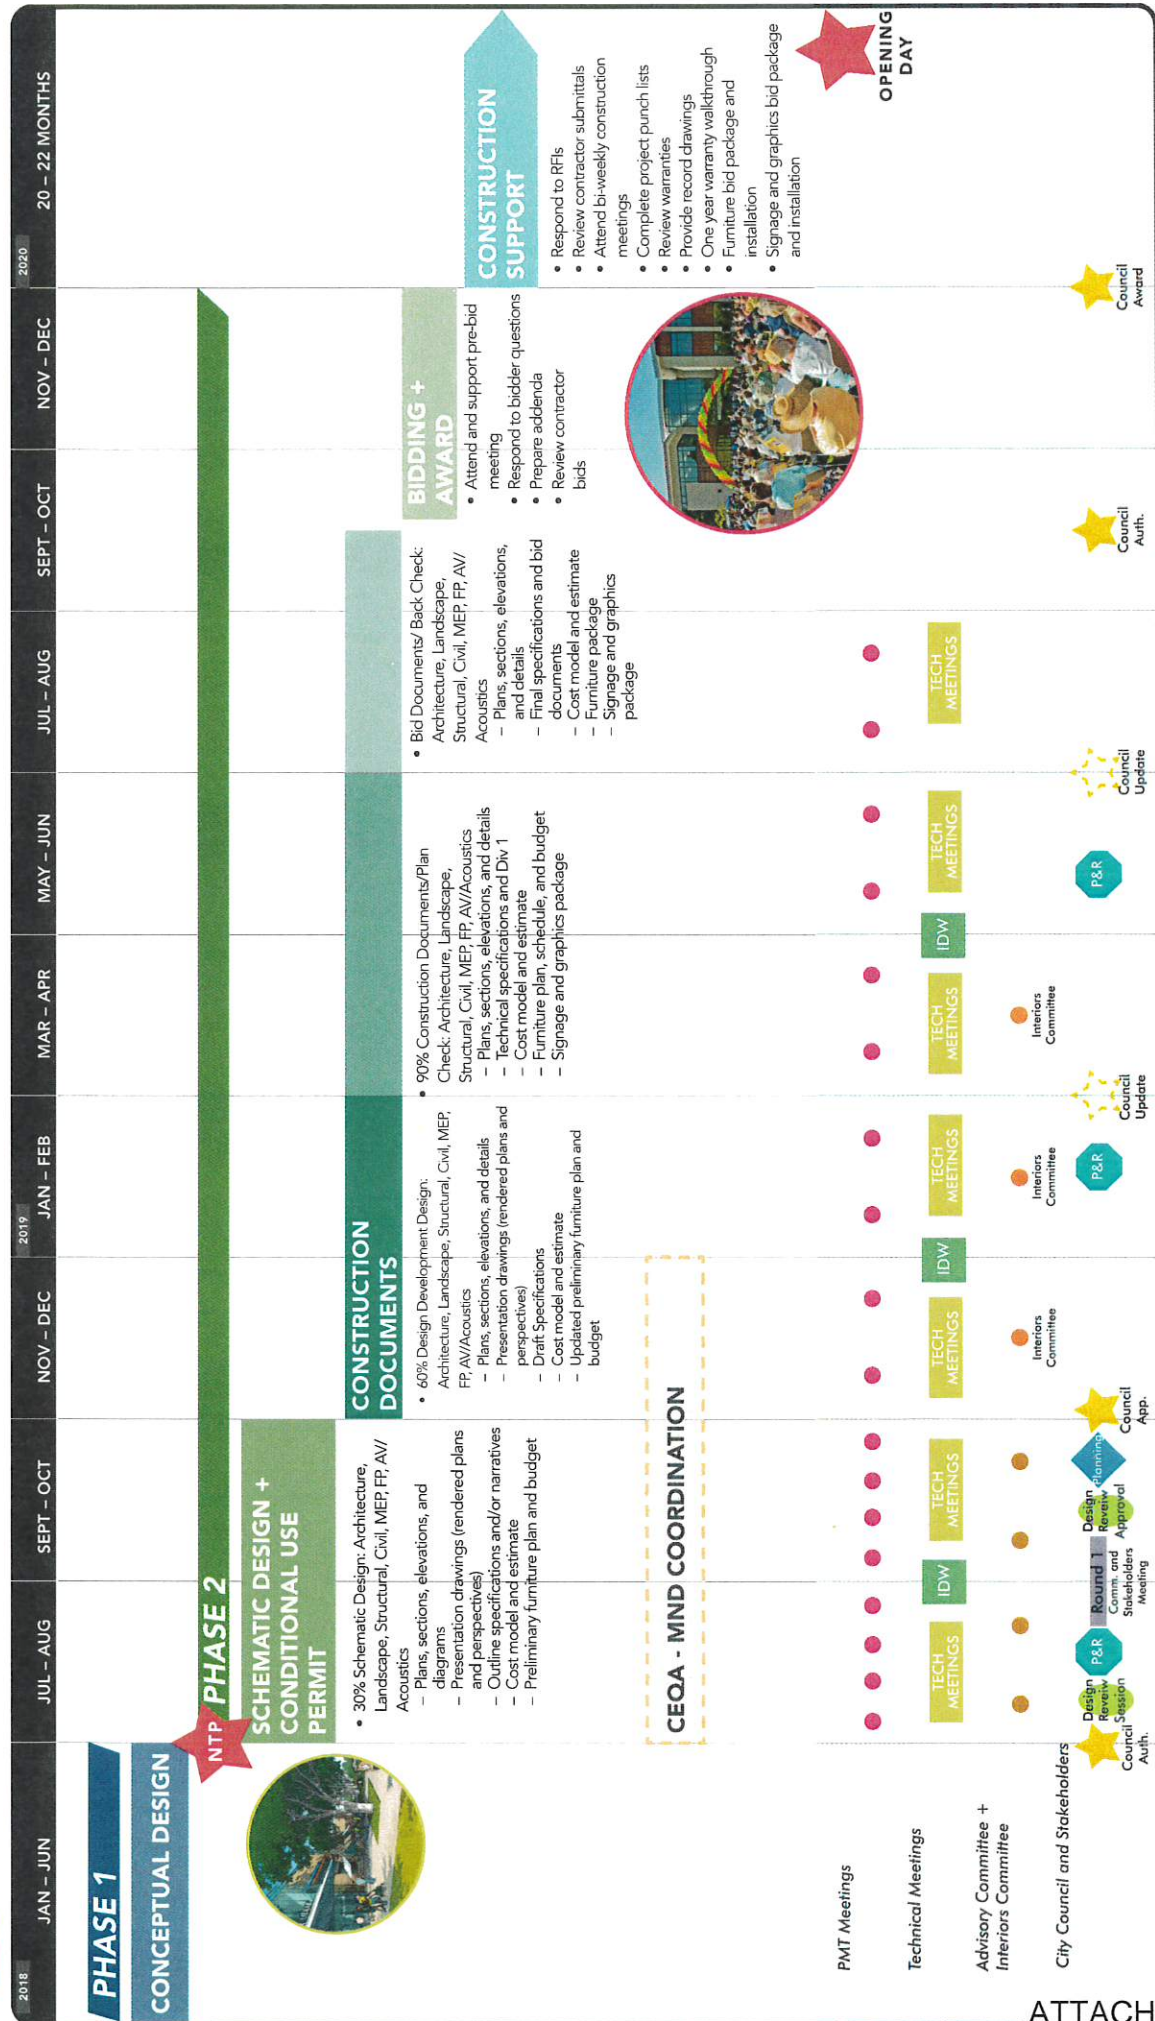 2018
2019
2020
JAN – JUN
JUL – AUG
SEPT – OCT
NOV – DEC
JAN – FEB
MAR – APR
MAY – JUN
JUL – AUG
SEPT – OCT
NOV – DEC
20 – 22 MONTHS
PHASE 1
CONCEPTUAL DESIGN
NTP
PHASE 2
SCHEMATIC DESIGN +
CONDITIONAL USE
PERMIT
• 30% Schematic Design: Architecture,
Landscape, Structural, Civil, MEP, FP, AV/
Acoustics
– Plans, sections, elevations, and
diagrams
– Presentation drawings (rendered plans
and perspectives)
– Outline specifications and/or narratives
– Cost model and estimate
– Preliminary furniture plan and budget
CONSTRUCTION
DOCUMENTS
• 60% Design Development Design:
Architecture, Landscape, Structural, Civil, MEP,
FP, AV/Acoustics
– Plans, sections, elevations, and details
– Presentation drawings (rendered plans and
perspectives)
– Draft Specifications
– Cost model and estimate
– Updated preliminary furniture plan and
budget
• 90% Construction Documents/Plan
Check: Architecture, Landscape,
Structural, Civil, MEP, FP, AV/Acoustics
– Plans, sections, elevations, and details
– Technical specifications and Div 1
– Cost model and estimate
– Furniture plan, schedule, and budget
– Signage and graphics package
• Bid Documents/ Back Check:
Architecture, Landscape,
Structural, Civil, MEP, FP, AV/
Acoustics
– Plans, sections, elevations,
and details
– Final specifications and bid
documents
– Cost model and estimate
– Furniture package
– Signage and graphics
package
BIDDING +
AWARD
• Attend and support pre-bid
meeting
• Respond to bidder questions
• Prepare addenda
• Review contractor
bids
CONSTRUCTION
SUPPORT
• Respond to RFIs
• Review contractor submittals
• Attend bi-weekly construction
meetings
• Complete project punch lists
• Review warranties
• Provide record drawings
• One year warranty walkthrough
• Furniture bid package and
installation
• Signage and graphics bid package
and installation
OPENING
DAY
CEQA - MND COORDINATION
PMT Meetings
Technical Meetings
TECH
MEETINGS
IDW
TECH
MEETINGS
TECH
MEETINGS
IDW
TECH
MEETINGS
TECH
MEETINGS
IDW
TECH
MEETINGS
TECH
MEETINGS
Advisory Committee +
Interiors Committee
Interiors
Committee
Interiors
Committee
Interiors
Committee
City Council and Stakeholders
Council
Auth.
Design
Reveiw
Session
P&R
Round 1
Comm. and
Stakeholders
Meeting
Design
Reveiw
Approval
Planning
Council
App.
P&R
Council
Update
P&R
Council
Update
Council
Auth.
Council
Award
ATTACH